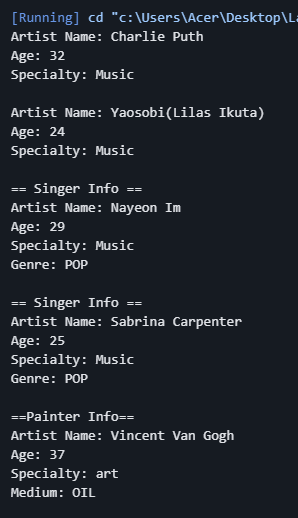 [Running] cd "c:\Users\Acer\Desktop\La
Artist Name: Charlie Puth
Age: 32
Specialty: Music
Artist Name: Yaosobi(Lilas Ikuta)
Age: 24
Specialty: Music
== Singer Info ==
Artist Name: Nayeon Im
Age: 29
Specialty: Music
Genre: POP
== Singer Info ==
Artist Name: Sabrina Carpenter
Age: 25
Specialty: Music
Genre: POP
==Painter Info==
Artist Name: Vincent Van Gogh
Age: 37
Specialty: art
Medium: OIL